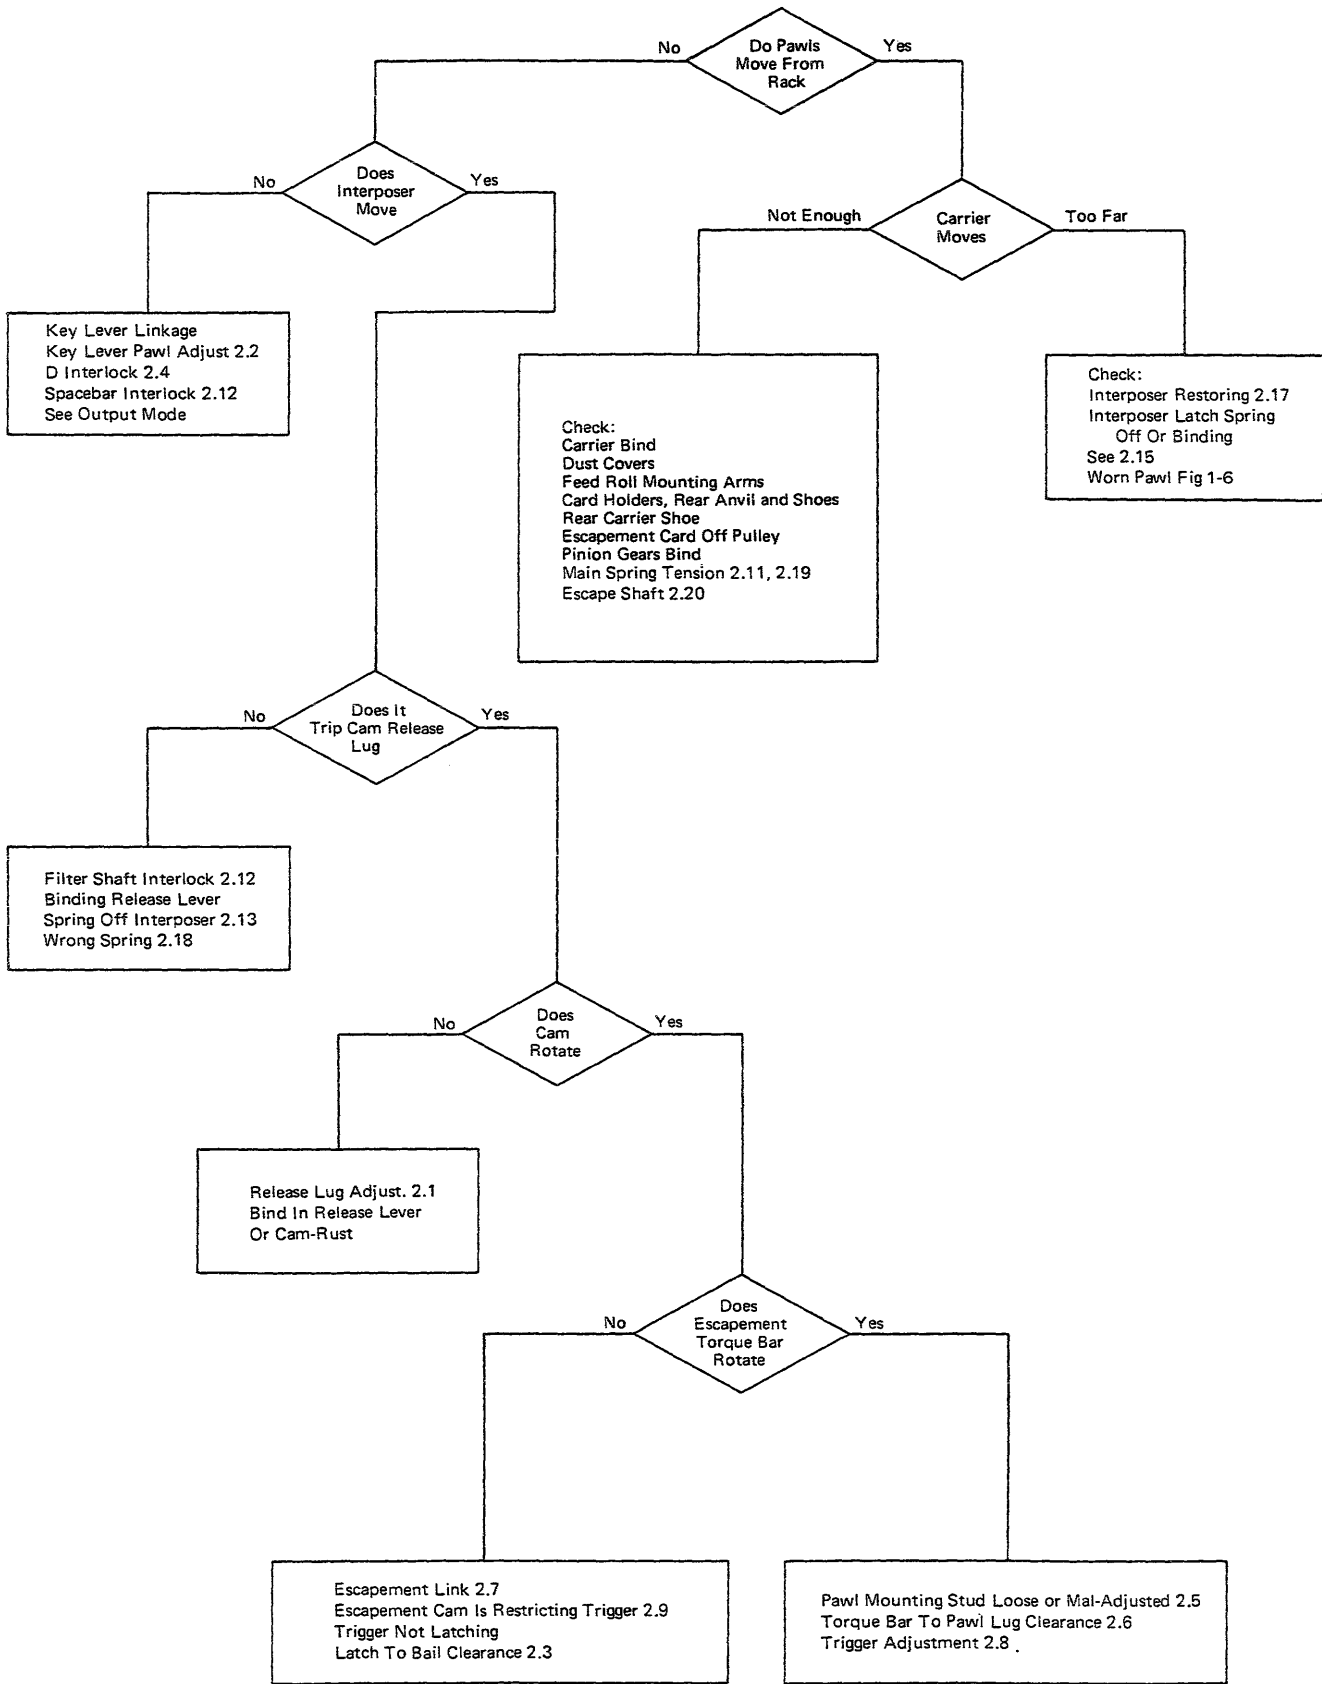 No
Do Pawls
Move From
Rack
Yes
No
Does
Interposer
Move
Yes
Not Enough
Carrier
Moves
Too Far
Key Lever Linkage
Key Lever Pawl Adjust 2.2
D Interlock 2.4
Spacebar Interlock 2.12
See Output Mode
Check:
Carrier Bind
Dust Covers
Feed Roll Mounting Arms
Card Holders, Rear Anvil and Shoes
Rear Carrier Shoe
Escapement Card Off Pulley
Pinion Gears Bind
Main Spring Tension 2.11, 2.19
Escape Shaft 2.20
Check:
Interposer Restoring 2.17
Interposer Latch Spring
Off Or Binding
See 2.15
Worn Pawl Fig 1-6
No
Does It
Trip Cam Release
Lug
Yes
Filter Shaft Interlock 2.12
Binding Release Lever
Spring Off Interposer 2.13
Wrong Spring 2.18
No
Does
Cam
Rotate
Yes
Release Lug Adjust. 2.1
Bind In Release Lever
Or Cam-Rust
No
Does
Escapement
Torque Bar
Rotate
Yes
Escapement Link 2.7
Escapement Cam Is Restricting Trigger 2.9
Trigger Not Latching
Latch To Bail Clearance 2.3
Pawl Mounting Stud Loose or Mal-Adjusted 2.5
Torque Bar To Pawl Lug Clearance 2.6
Trigger Adjustment 2.8 .